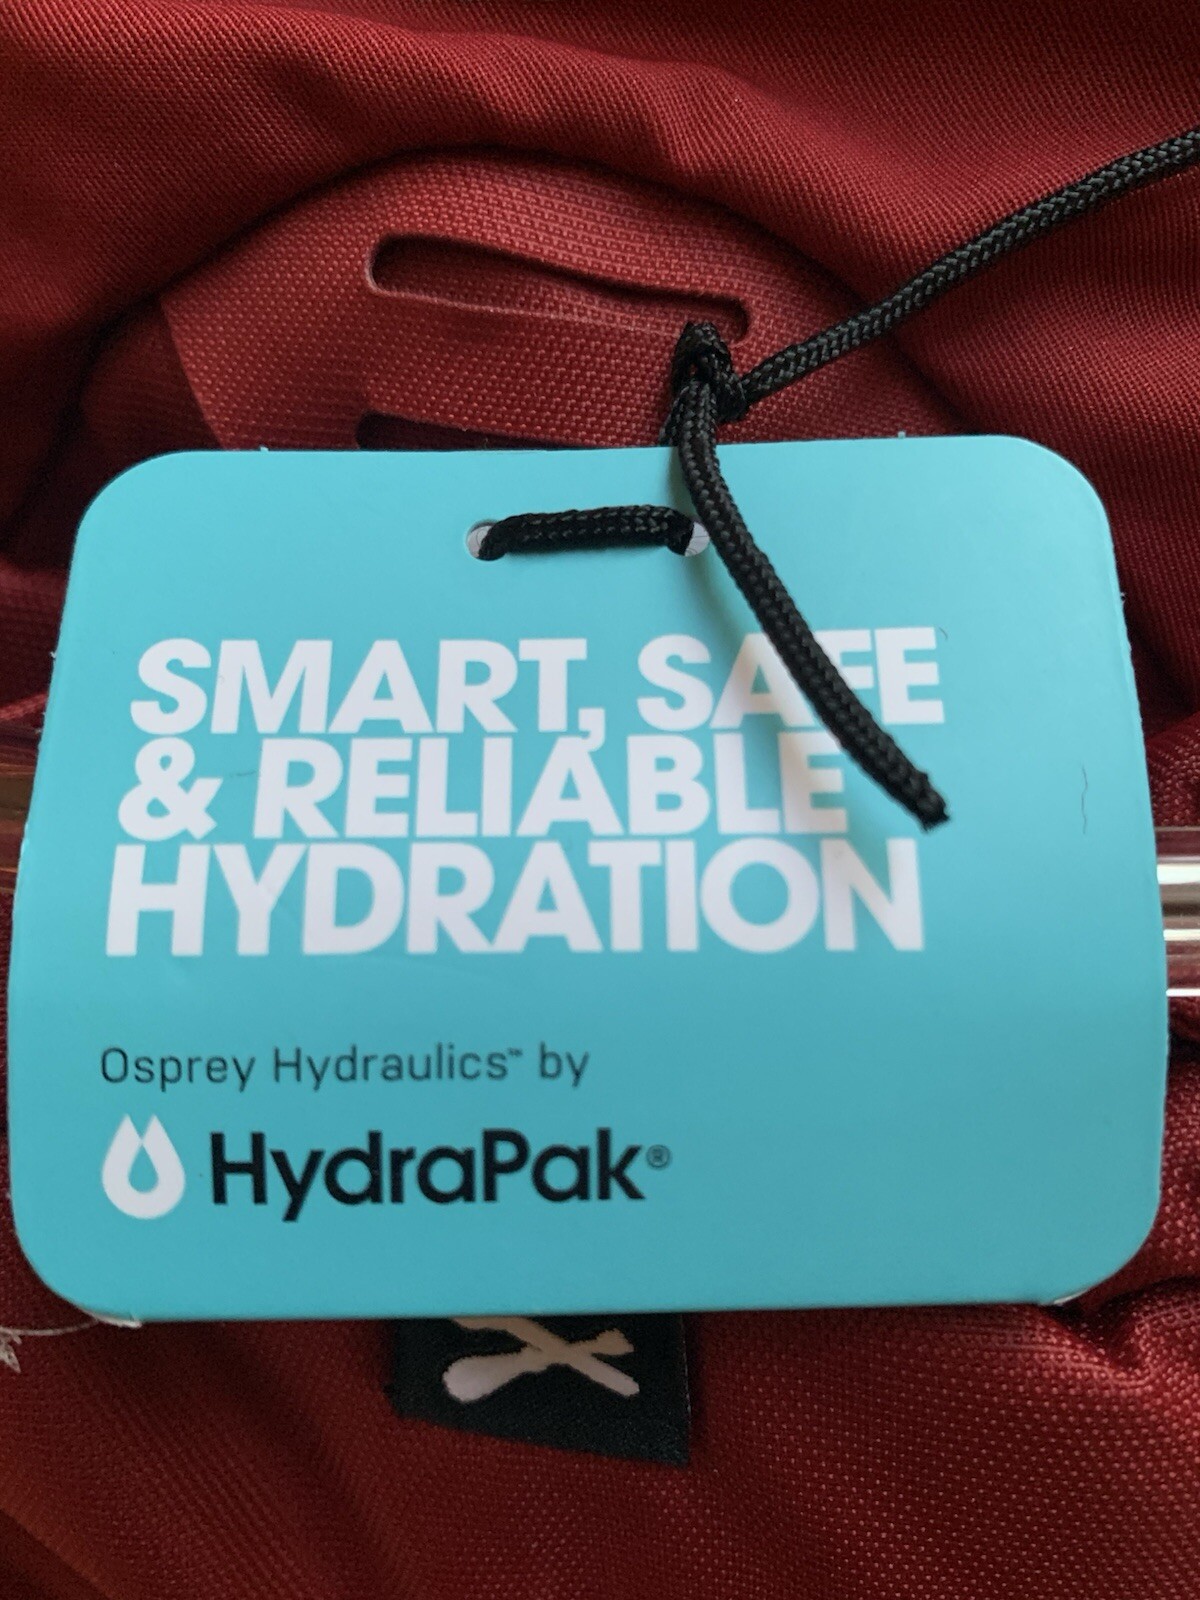 SMART, SAFE
& RELIABLE
HYDRATION
Osprey Hydraulics™ by
HydraPak®